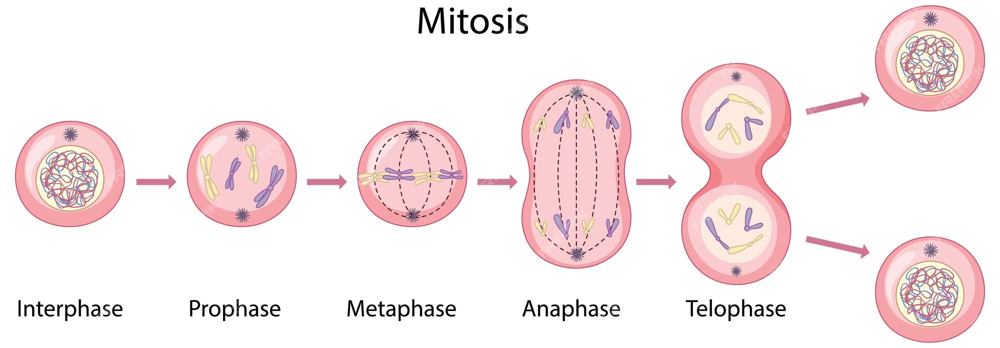 Mitosis
Interphase
Prophase
Metaphase
Anaphase
Telophase